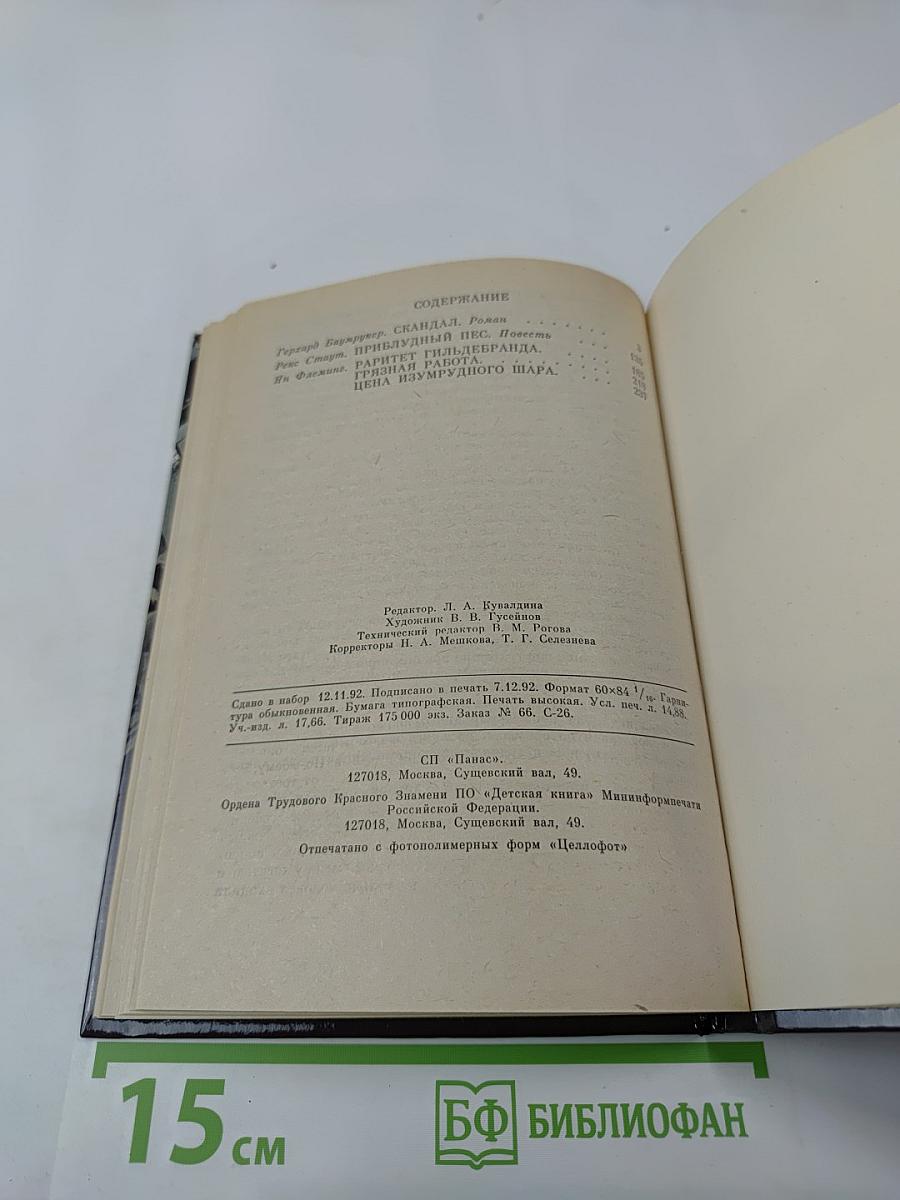 СОДЕРЖАНИЕ
Герхард Баумрукер. СКАНДАЛ. Роман . . . . . . . 3
Рекс Стаут. ПРИБЛУДНЫЙ ПЕС. Повесть . . . 135
Ян Флеминг. РАРИТЕТ ГИЛЬДЕБРАНДА. . . . . 185
ГРЯЗНАЯ РАБОТА. . . . . . . . . 219
ЦЕНА ИЗУМРУДНОГО ШАРА. . . . 237
Редактор. Л. А. Кувалдина
Художник В. В. Гусейнов
Технический редактор В. М. Рогова
Корректоры Н. А. Мешкова, Т. Г. Селезнева
Сдано в набор 12.11.92. Подписано в печать 7.12.92. Формат 60×84 1/16. Гарни-
тура обыкновенная. Бумага типографская. Печать высокая. Усл. печ. л. 14,88.
Уч.-изд. л. 17,66. Тираж 175 000 экз. Заказ № 66. С-26.
СП «Панас».
127018, Москва, Сущевский вал, 49.
Ордена Трудового Красного Знамени ПО «Детская книга» Мининформпечати
Российской Федерации.
127018, Москва, Сущевский вал, 49.
Отпечатано с фотополимерных форм «Целлофот»
15 см
БФ БИБЛИОФАН